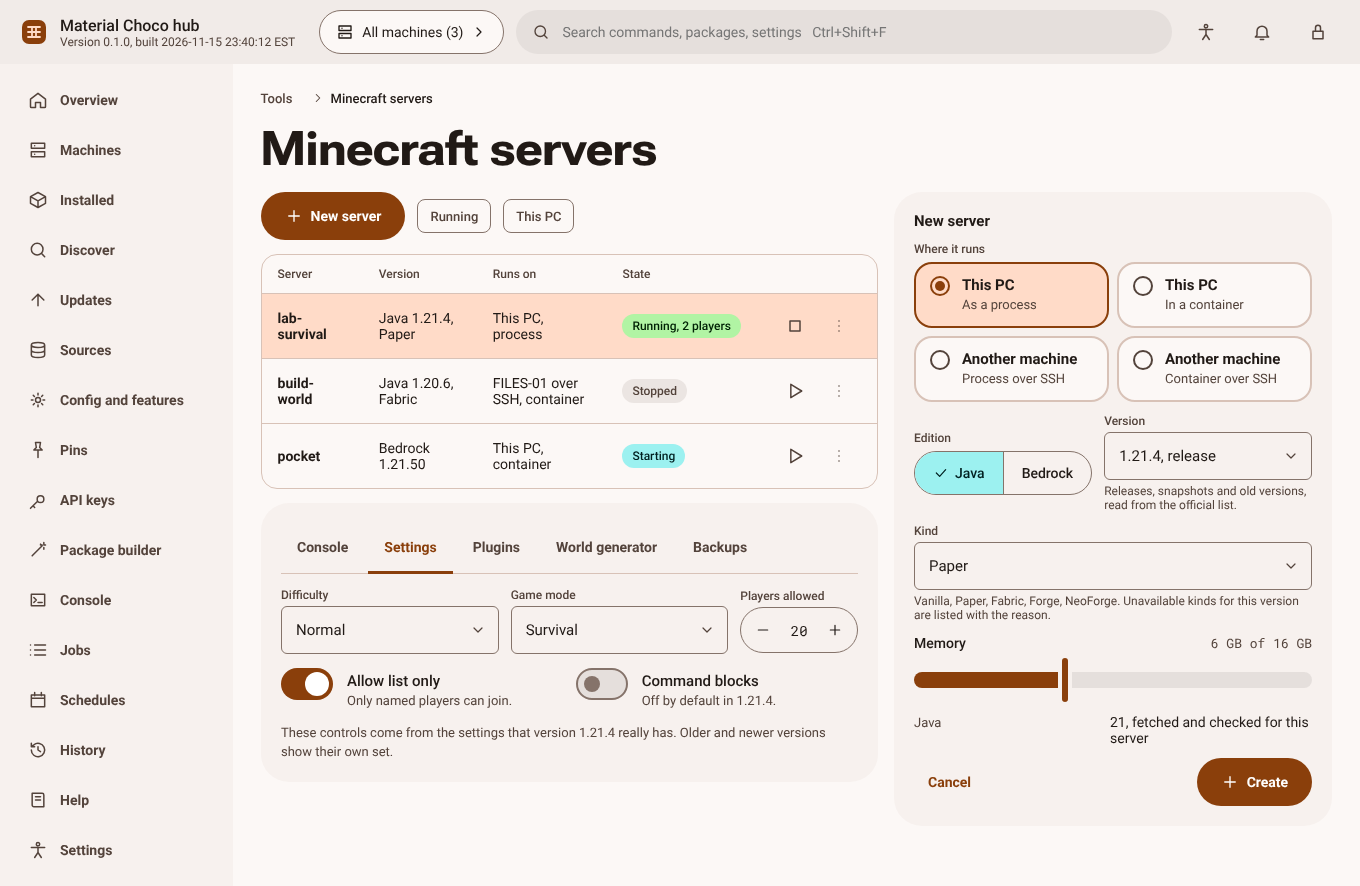 Material Choco hub
Version 0.1.0, built 2026-11-15 23:40:12 EST
All machines (3)
Search commands, packages, settings Ctrl+Shift+F
Overview
Machines
Installed
Discover
Updates
Sources
Config and features
Pins
API keys
Package builder
Console
Jobs
Schedules
History
Help
Settings
Tools
Minecraft servers
Minecraft servers
New server
Running
This PC
Server
Version
Runs on
State
lab-
survival
Java 1.21.4,
Paper
This PC,
process
Running, 2 players
build-
world
Java 1.20.6,
Fabric
FILES-01 over
SSH, container
Stopped
pocket
Bedrock
1.21.50
This PC,
container
Starting
Console
Settings
Plugins
World generator
Backups
Difficulty
Normal
Game mode
Survival
Players allowed
20
Allow list only
Only named players can join.
Command blocks
Off by default in 1.21.4.
These controls come from the settings that version 1.21.4 really has. Older and newer versions
show their own set.
New server
Where it runs
This PC
As a process
This PC
In a container
Another machine
Process over SSH
Another machine
Container over SSH
Edition
Java
Bedrock
Version
1.21.4, release
Releases, snapshots and old versions,
read from the official list.
Kind
Paper
Vanilla, Paper, Fabric, Forge, NeoForge. Unavailable kinds for this version
are listed with the reason.
Memory
6 GB of 16 GB
Java
21, fetched and checked for this
server
Cancel
Create